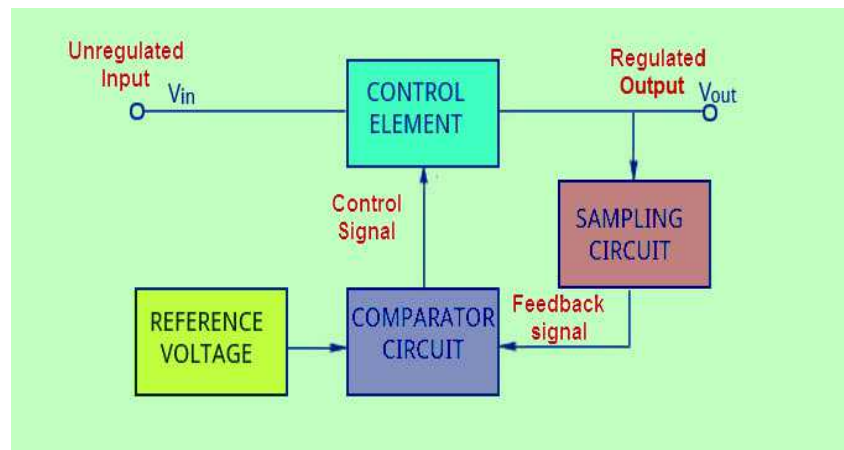 Unregulated
Input
Vin
CONTROL
ELEMENT
Regulated
Output
Vout
Control
Signal
SAMPLING
CIRCUIT
REFERENCE
VOLTAGE
COMPARATOR
CIRCUIT
Feedback
signal